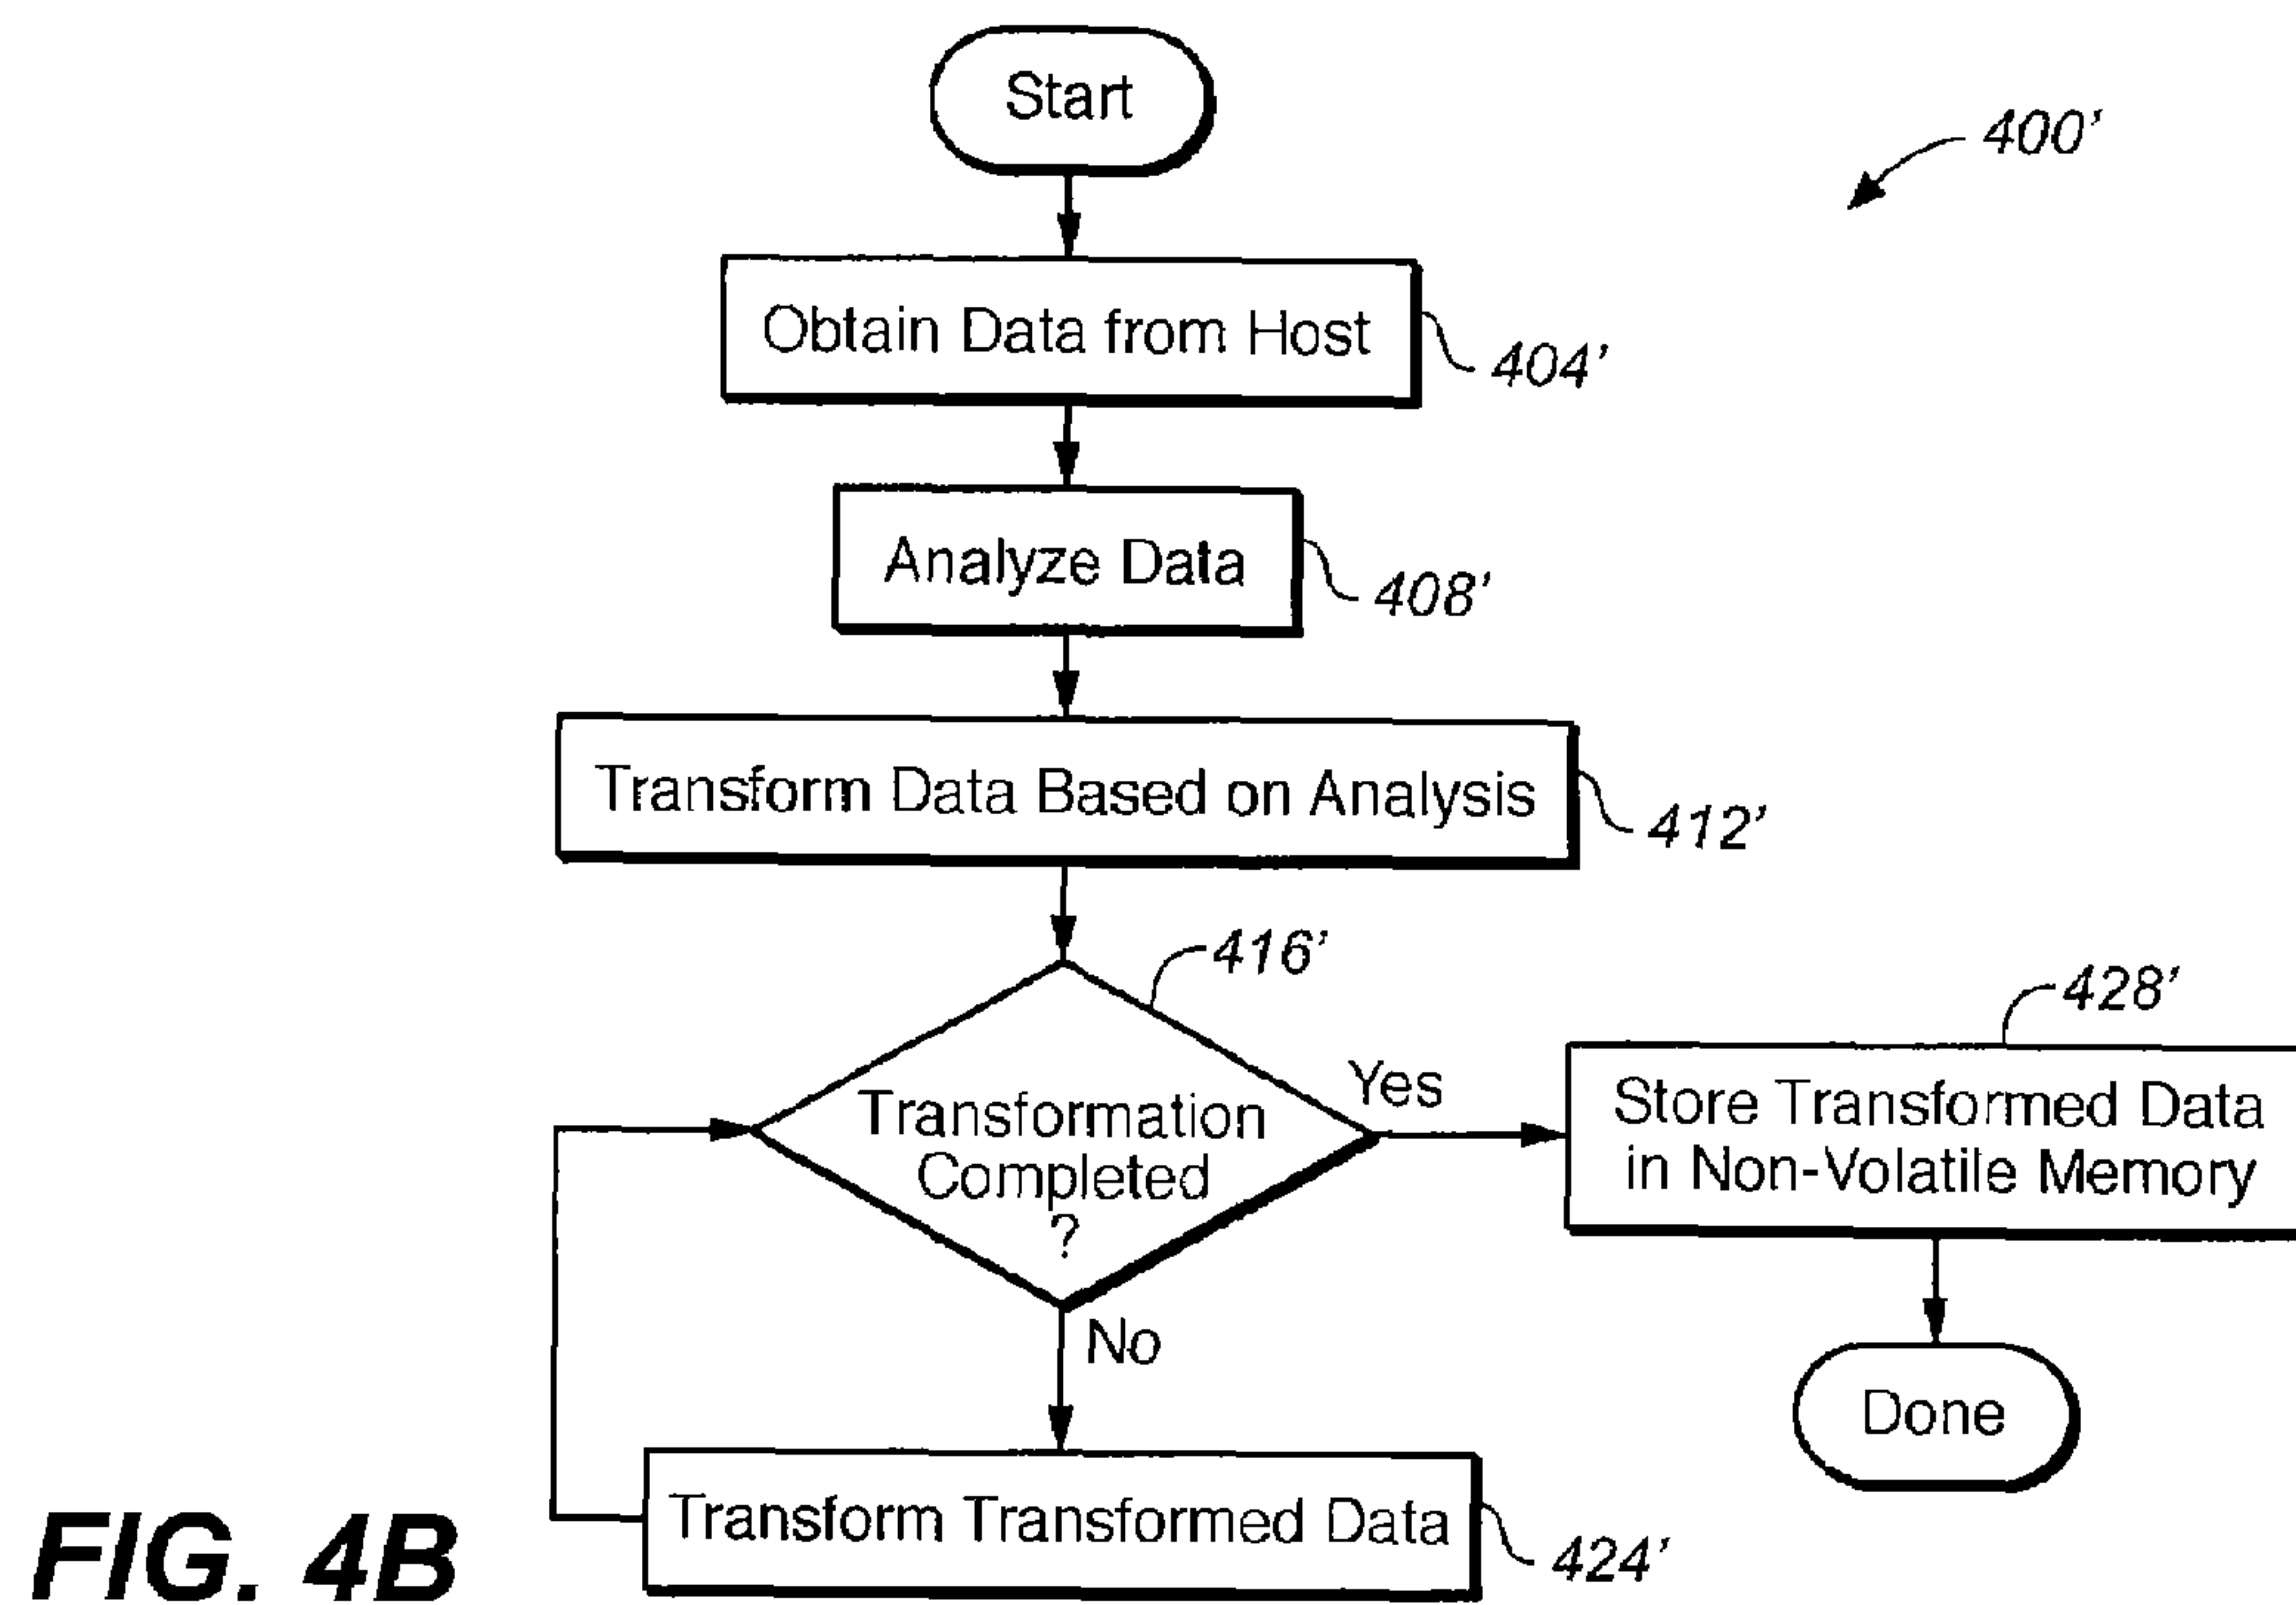 Start
400'
Obtain Data from Host
404'
Analyze Data
408'
Transform Data Based on Analysis
412'
416'
428'
Transformation
Completed
?
Yes
Store Transformed Data
in Non-Volatile Memory
No
Done
Transform Transformed Data
424'
FIG. 4B